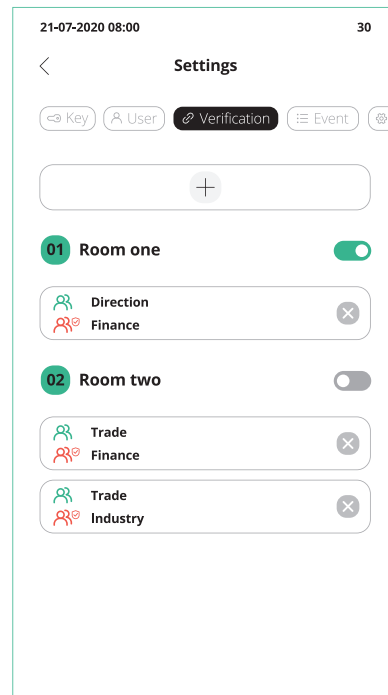 21-07-2020 08:00 30
Settings
Key User Verification Event
01 Room one
Direction
Finance
02 Room two
Trade
Finance
Trade
Industry